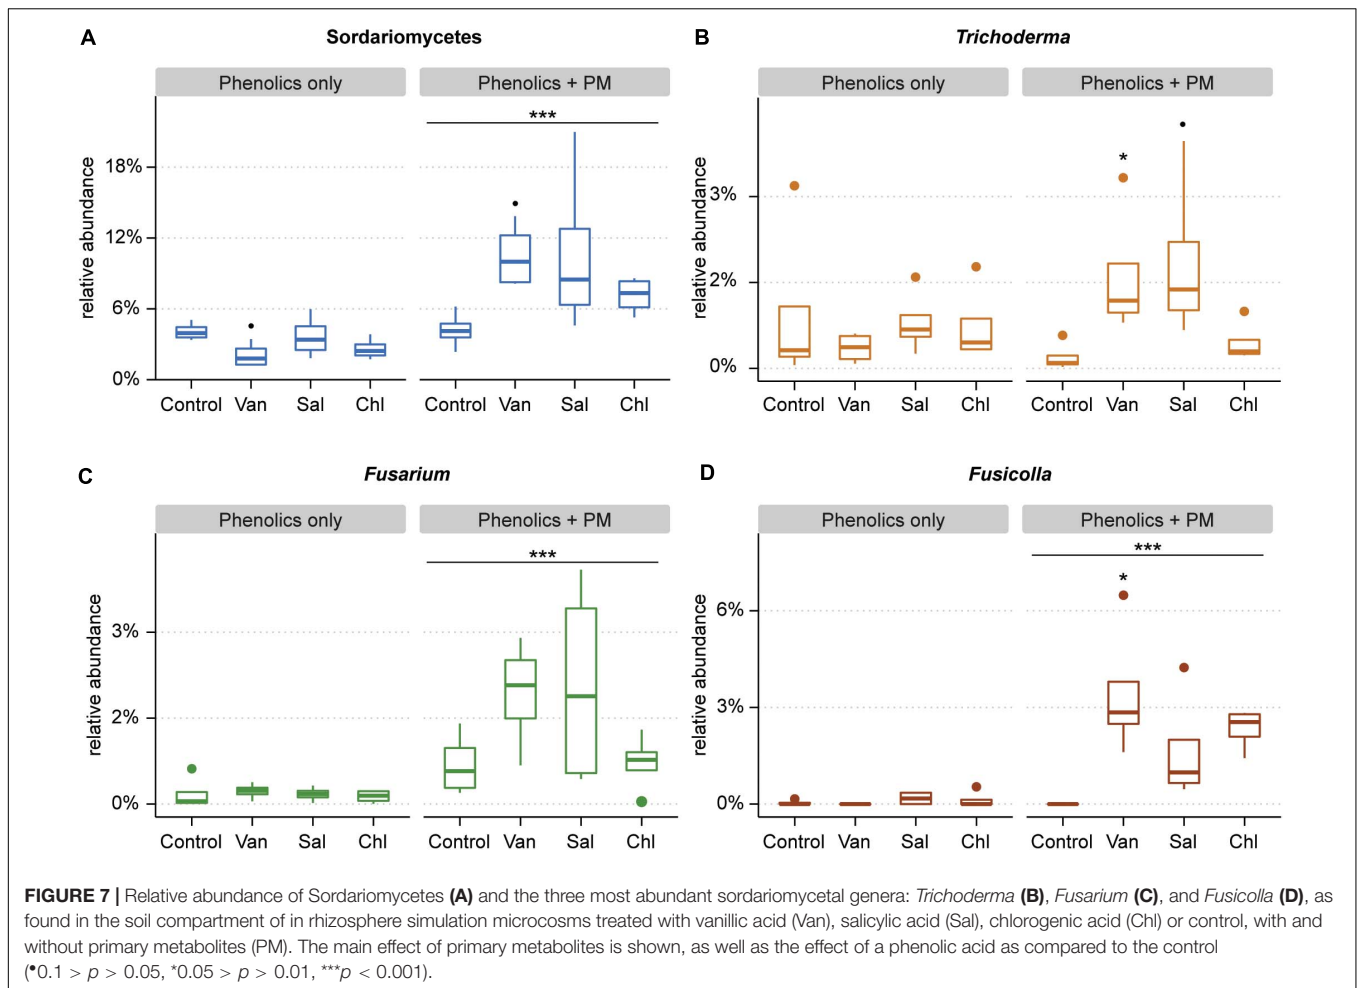 A
Sordariomycetes
Phenolics only
Phenolics + PM
***
relative abundance
18%
12%
6%
0%
Control Van Sal Chl
Control Van Sal Chl
B
Trichoderma
Phenolics only
Phenolics + PM
*
•
relative abundance
3%
2%
0%
Control Van Sal Chl
Control Van Sal Chl
C
Fusarium
Phenolics only
Phenolics + PM
***
relative abundance
3%
2%
0%
Control Van Sal Chl
Control Van Sal Chl
D
Fusicolla
Phenolics only
Phenolics + PM
***
*
relative abundance
6%
3%
0%
Control Van Sal Chl
Control Van Sal Chl
FIGURE 7 | Relative abundance of Sordariomycetes (A) and the three most abundant sordariomycetal genera: Trichoderma (B), Fusarium (C), and Fusicolla (D), as
found in the soil compartment of in rhizosphere simulation microcosms treated with vanillic acid (Van), salicylic acid (Sal), chlorogenic acid (Chl) or control, with and
without primary metabolites (PM). The main effect of primary metabolites is shown, as well as the effect of a phenolic acid as compared to the control
(•0.1 > p > 0.05, *0.05 > p > 0.01, ***p < 0.001).